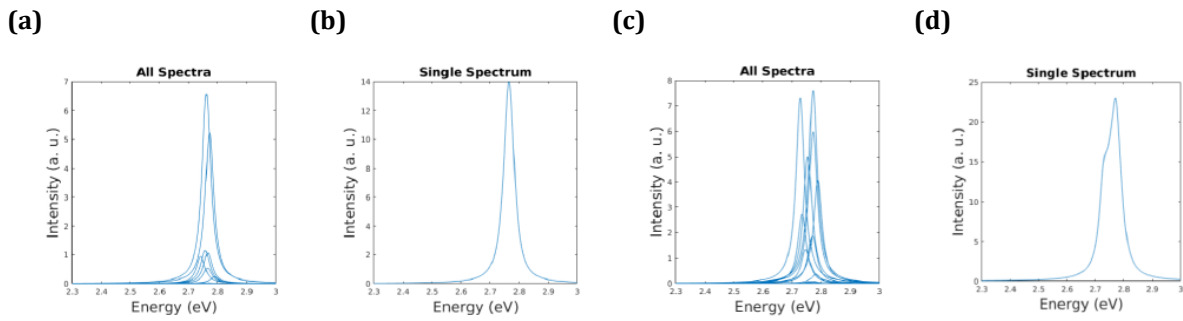 (a)
(b)
(c)
(d)
All Spectra
7
6
5
4
3
2
1
0
2.3 2.4 2.5 2.6 2.7 2.8 2.9 3
Energy (eV)
Intensity (a. u.)
Single Spectrum
14
12
10
8
6
4
2
0
2.3 2.4 2.5 2.6 2.7 2.8 2.9 3
Energy (eV)
Intensity (a. u.)
All Spectra
8
7
6
5
4
3
2
1
0
2.3 2.4 2.5 2.6 2.7 2.8 2.9 3
Energy (eV)
Intensity (a. u.)
Single Spectrum
25
20
15
10
5
0
2.3 2.4 2.5 2.6 2.7 2.8 2.9 3
Energy (eV)
Intensity (a. u.)